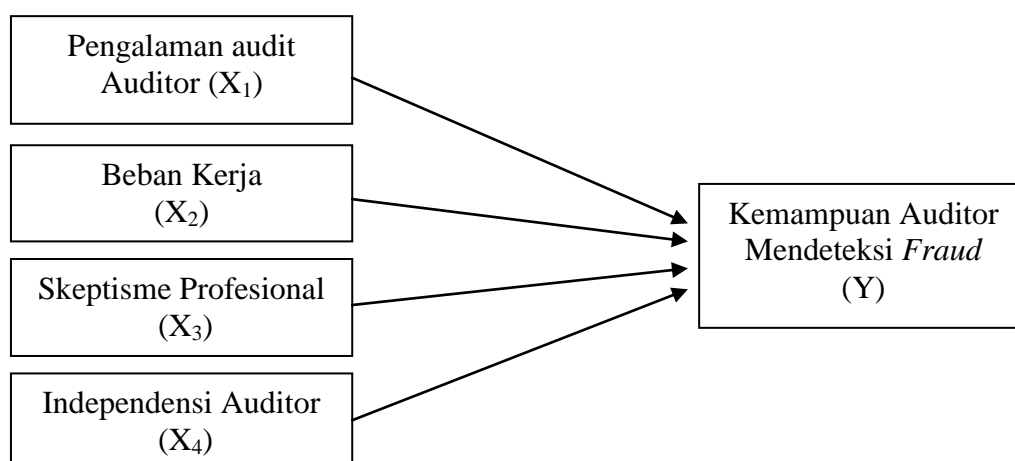 Pengalaman audit
Auditor (X₁)
Beban Kerja
(X₂)
Skeptisme Profesional
(X₃)
Independensi Auditor
(X₄)
Kemampuan Auditor
Mendeteksi Fraud
(Y)